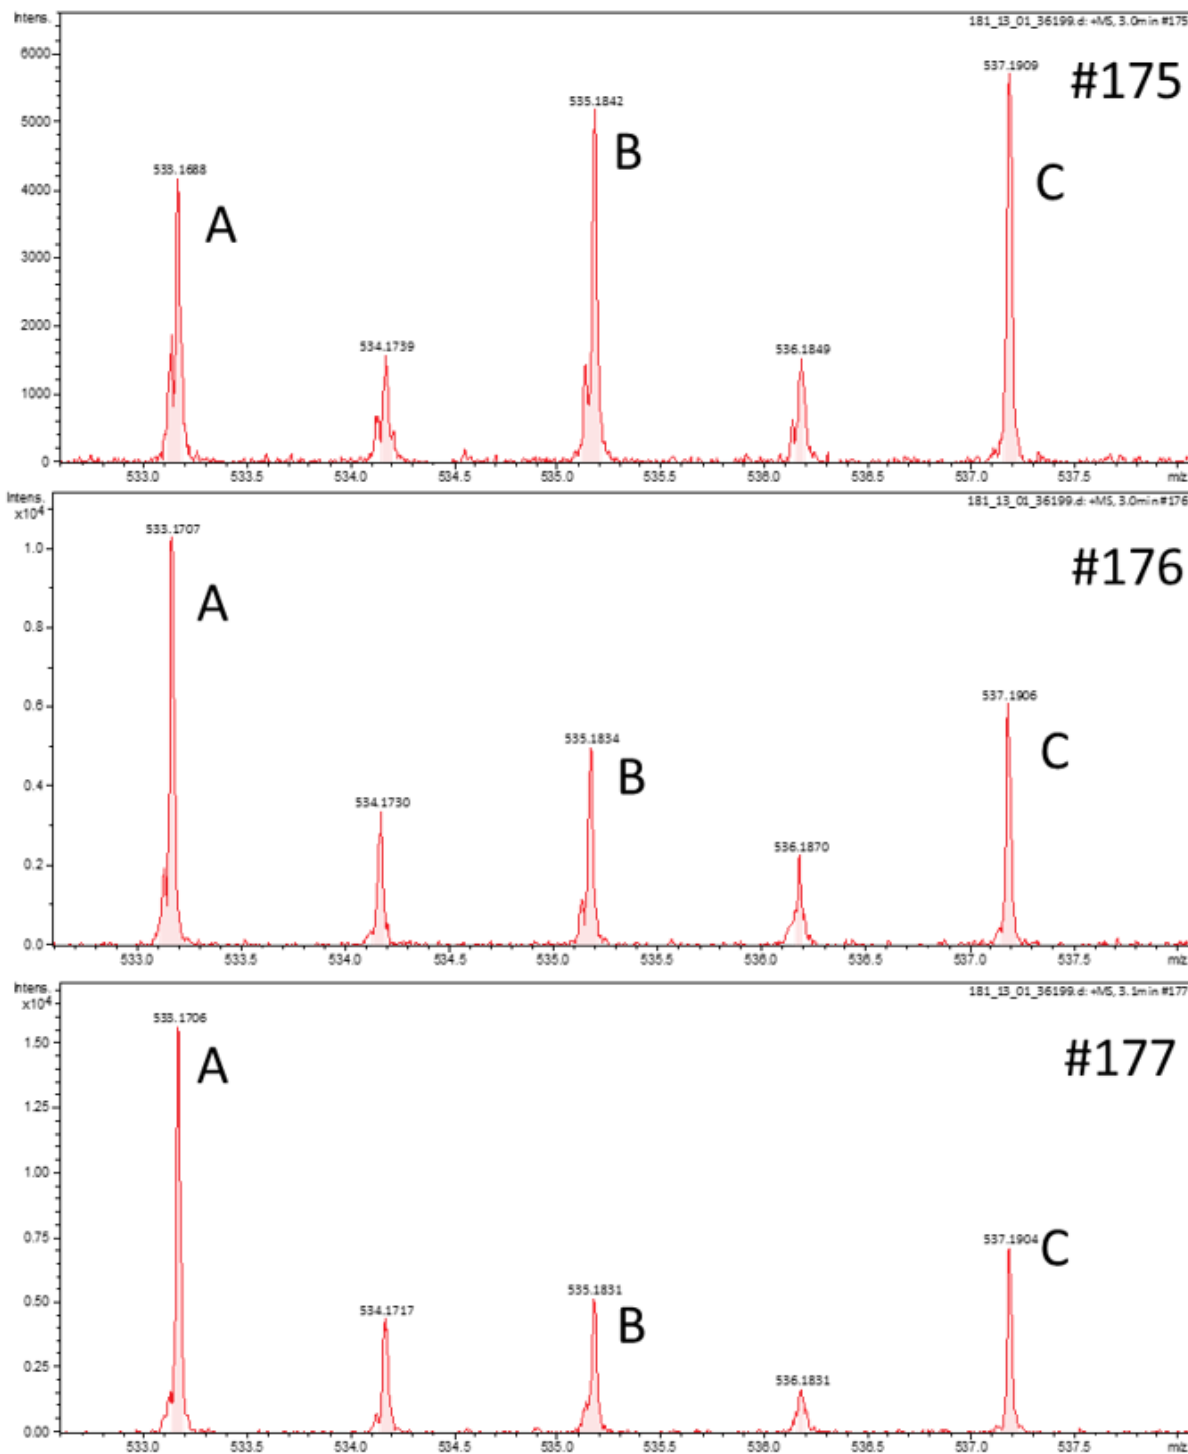 Intens.
181_13_01_36199.d: +MS, 3.0min #175
#175
6000
5000
4000
3000
2000
1000
0
533.1688
A
534.1739
535.1842
B
536.1849
537.1909
C
533.0 533.5 534.0 534.5 535.0 535.5 536.0 536.5 537.0 537.5 m/z
Intens.
x10⁴
181_13_01_36199.d: +MS, 3.0min #176
#176
1.0
0.8
0.6
0.4
0.2
0.0
533.1707
A
534.1730
535.1834
B
536.1870
537.1906
C
533.0 533.5 534.0 534.5 535.0 535.5 536.0 536.5 537.0 537.5 m/z
Intens.
x10⁴
181_13_01_36199.d: +MS, 3.1min #177
#177
1.50
1.25
1.00
0.75
0.50
0.25
0.00
533.1706
A
534.1717
535.1831
B
536.1831
537.1904
C
533.0 533.5 534.0 534.5 535.0 535.5 536.0 536.5 537.0 537.5 m/z